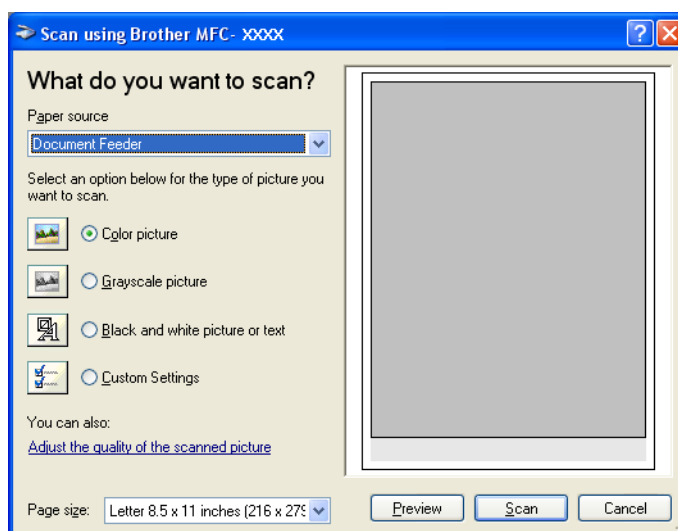 Scan using Brother MFC- XXXX
What do you want to scan?
Paper source
Document Feeder
Select an option below for the type of picture you
want to scan.
Color picture
Grayscale picture
Black and white picture or text
Custom Settings
You can also:
Adjust the quality of the scanned picture
Page size: Letter 8.5 x 11 inches (216 x 279
Preview Scan Cancel